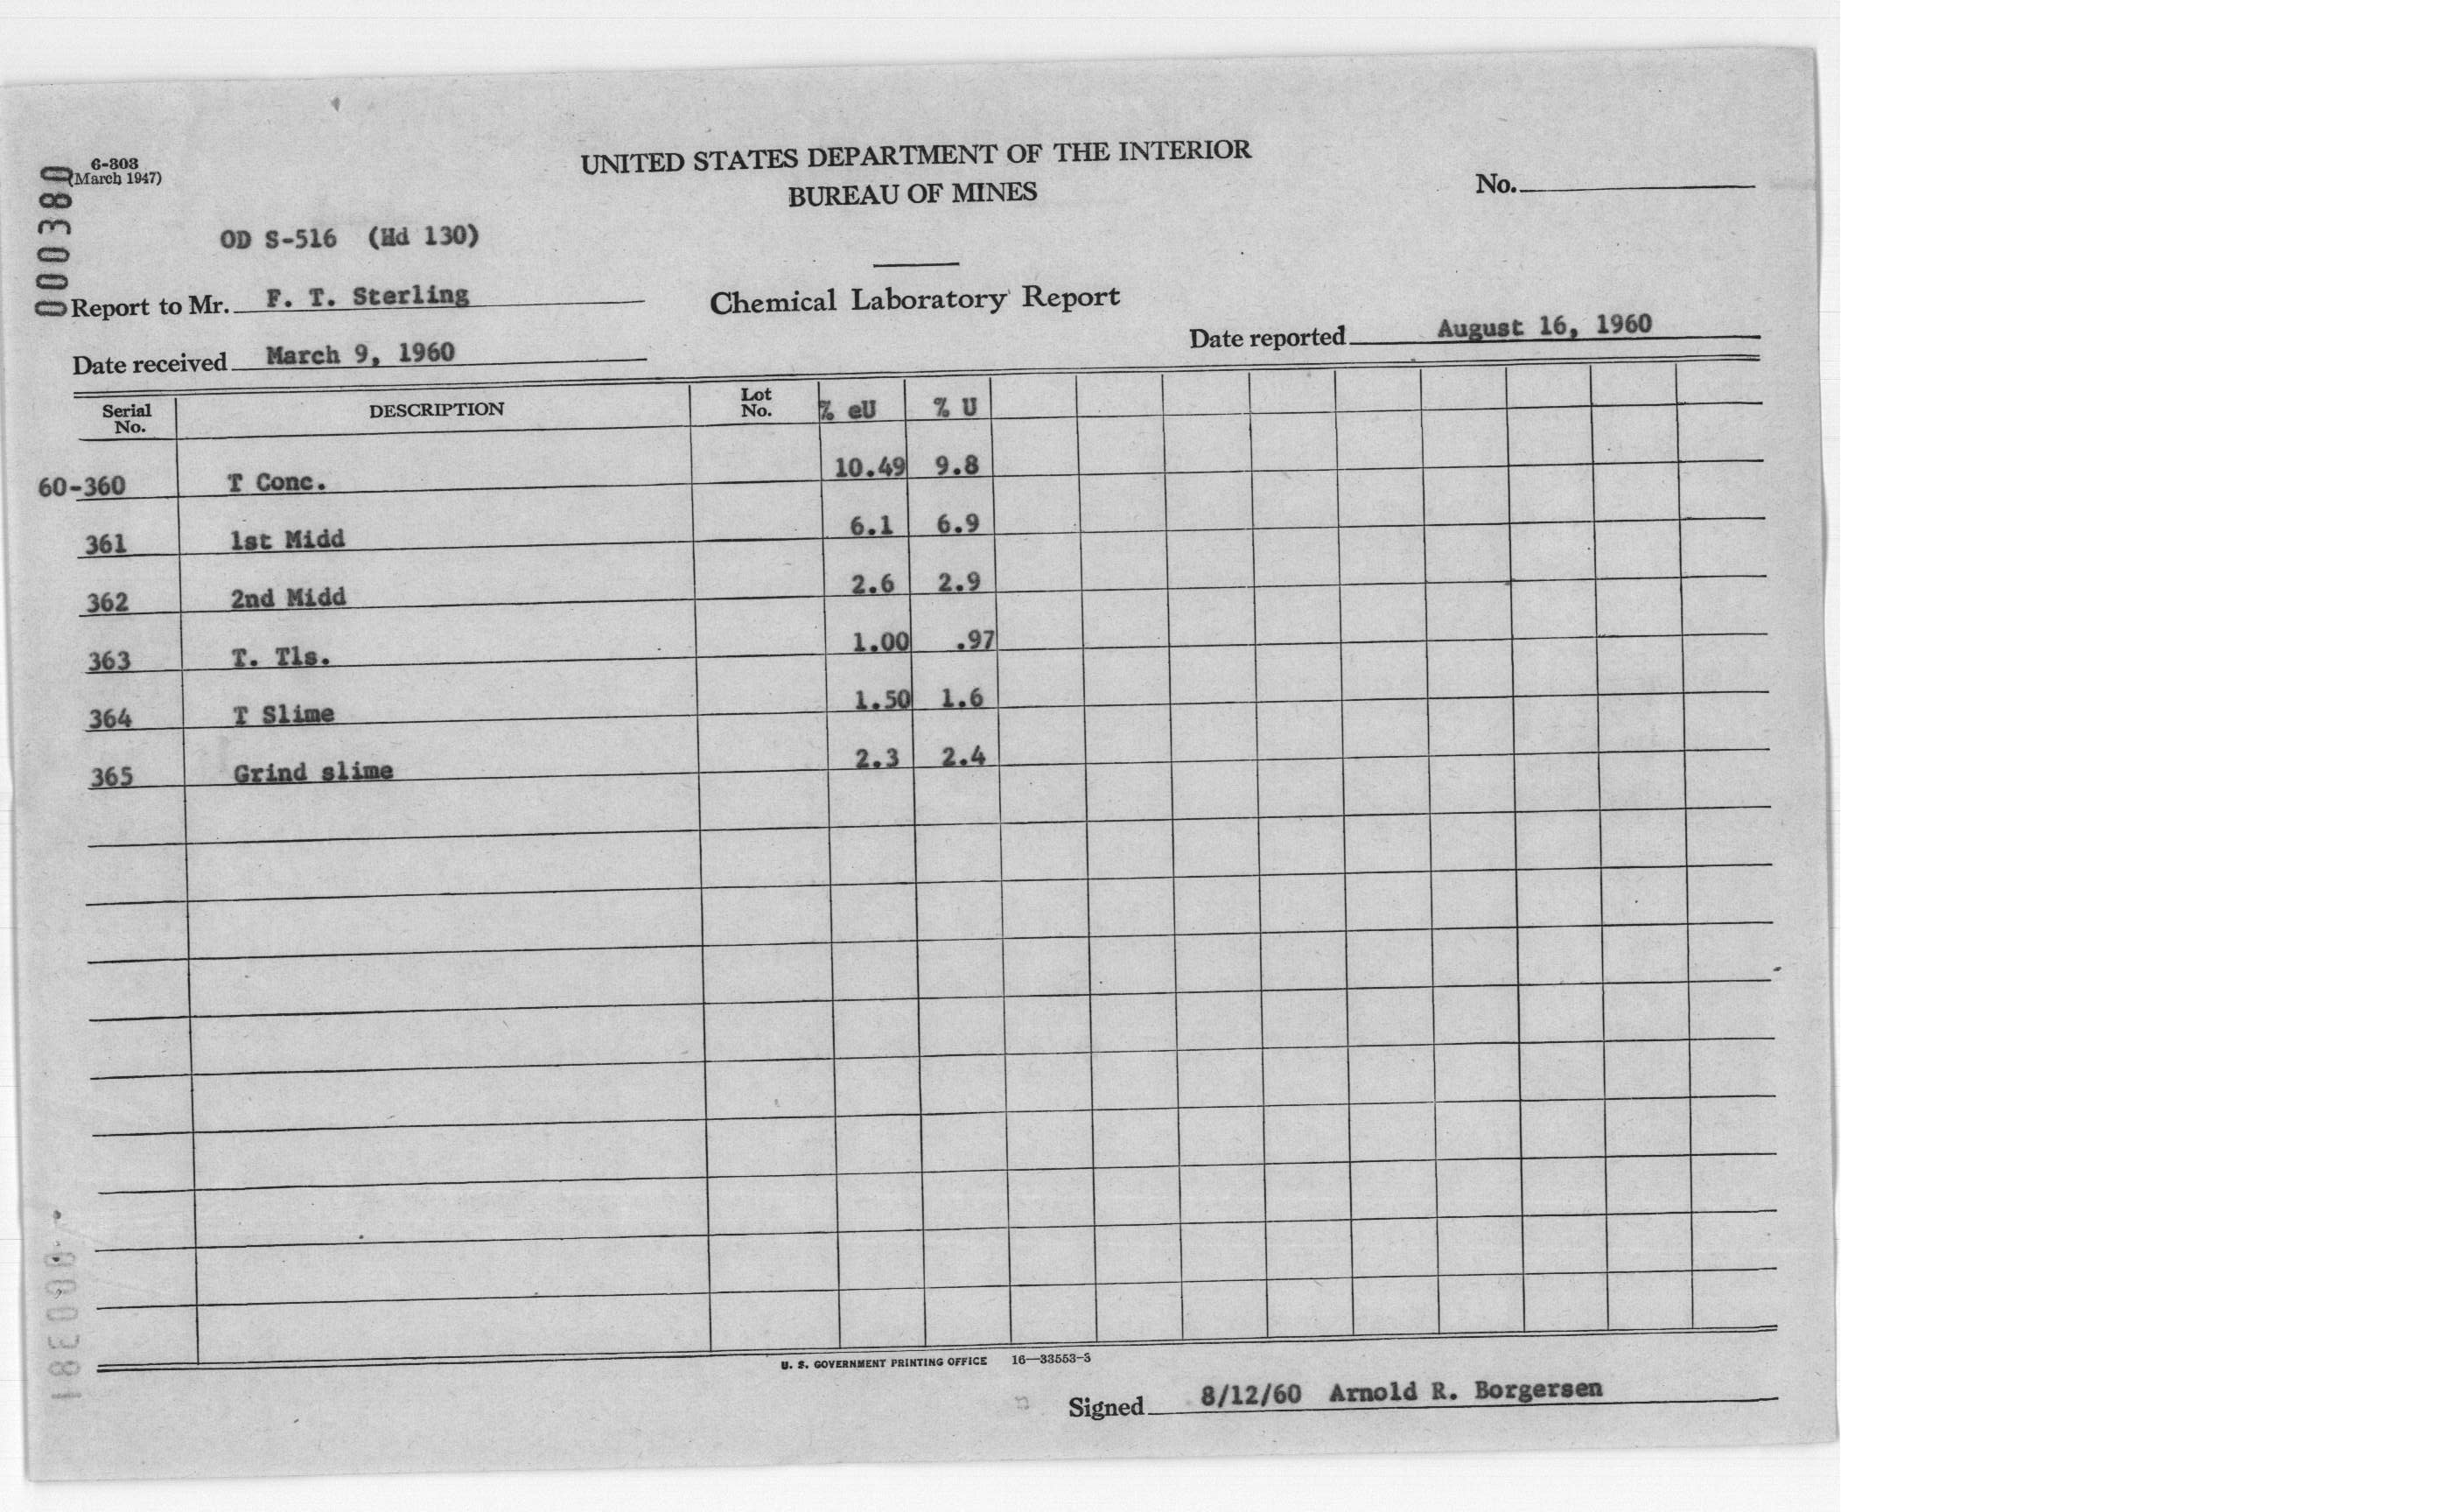 000380
6-303
(March 1947)
UNITED STATES DEPARTMENT OF THE INTERIOR
BUREAU OF MINES
No.
OD S-516 (Hd 130)
Report to Mr. F. T. Sterling
Chemical Laboratory Report
Date received March 9, 1960
Date reported August 16, 1960
Serial No. DESCRIPTION Lot No. % eU % U
60-360 T Conc. 10.49 9.8
361 1st Midd 6.1 6.9
362 2nd Midd 2.6 2.9
363 T. Tls. 1.00 .97
364 T Slime 1.50 1.6
365 Grind slime 2.3 2.4
U. S. GOVERNMENT PRINTING OFFICE 16—33553-3
Signed 8/12/60 Arnold R. Borgersen